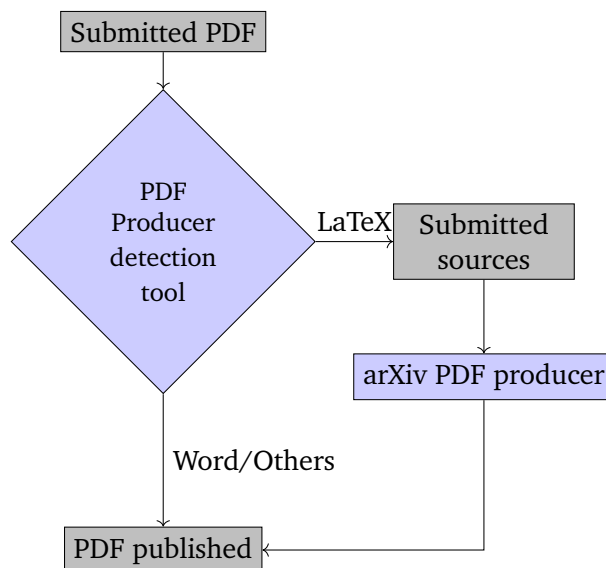 Submitted PDF
PDF
Producer
detection
tool
LaTeX
Submitted
sources
arXiv PDF producer
Word/Others
PDF published